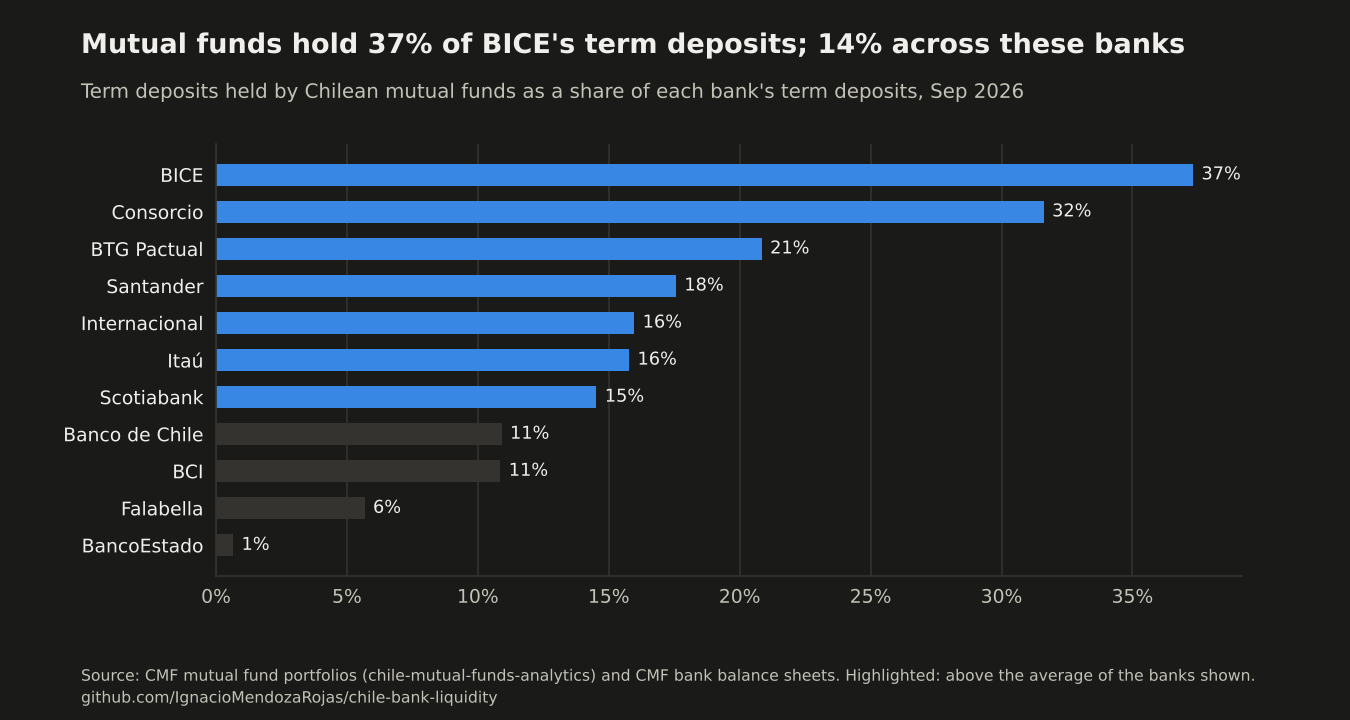 Mutual funds hold 37% of BICE's term deposits; 14% across these banks
Term deposits held by Chilean mutual funds as a share of each bank's term deposits, Sep 2026
BICE 37%
Consorcio 32%
BTG Pactual 21%
Santander 18%
Internacional 16%
Itaú 16%
Scotiabank 15%
Banco de Chile 11%
BCI 11%
Falabella 6%
BancoEstado 1%
0% 5% 10% 15% 20% 25% 30% 35%
Source: CMF mutual fund portfolios (chile-mutual-funds-analytics) and CMF bank balance sheets. Highlighted: above the average of the banks shown.
github.com/IgnacioMendozaRojas/chile-bank-liquidity